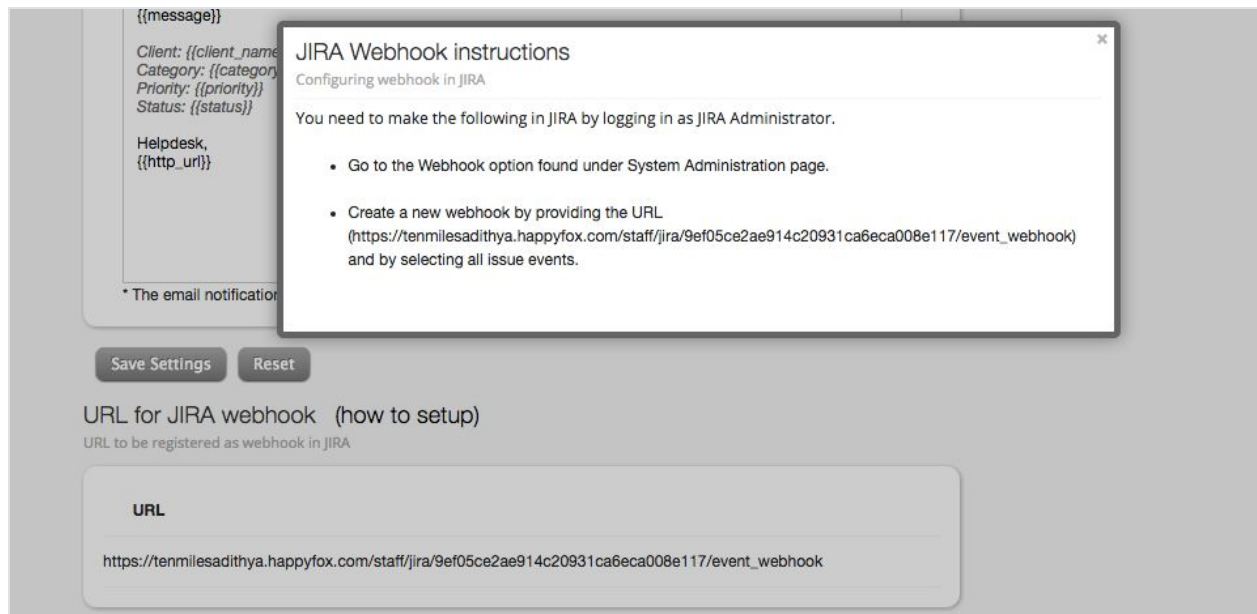 {{message}}
Client: {{client_name
Category: {{category
Priority: {{priority}}
Status: {{status}}
Helpdesk,
{{http_url}}
* The email notification
JIRA Webhook instructions
×
Configuring webhook in JIRA
You need to make the following in JIRA by logging in as JIRA Administrator.
• Go to the Webhook option found under System Administration page.
• Create a new webhook by providing the URL
(https://tenmilesadithya.happyfox.com/staff/jira/9ef05ce2ae914c20931ca6eca008e117/event_webhook)
and by selecting all issue events.
Save Settings Reset
URL for JIRA webhook (how to setup)
URL to be registered as webhook in JIRA
URL
https://tenmilesadithya.happyfox.com/staff/jira/9ef05ce2ae914c20931ca6eca008e117/event_webhook